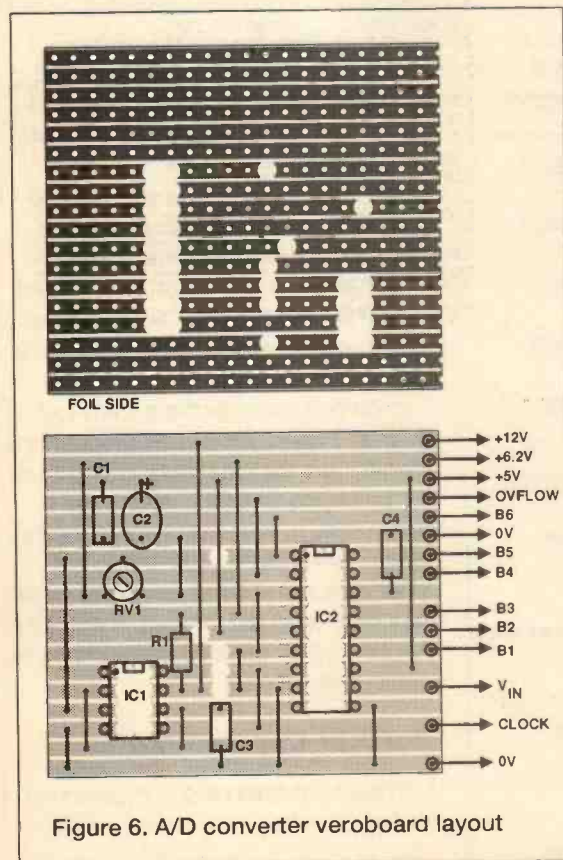 FOIL SIDE
+12V
+6.2V
+5V
OVFLOW
B6
0V
B5
B4
B3
B2
B1
VIN
CLOCK
0V
C1
+
C2
C4
RV1
IC2
R1
IC1
C3
Figure 6. A/D converter veroboard layout